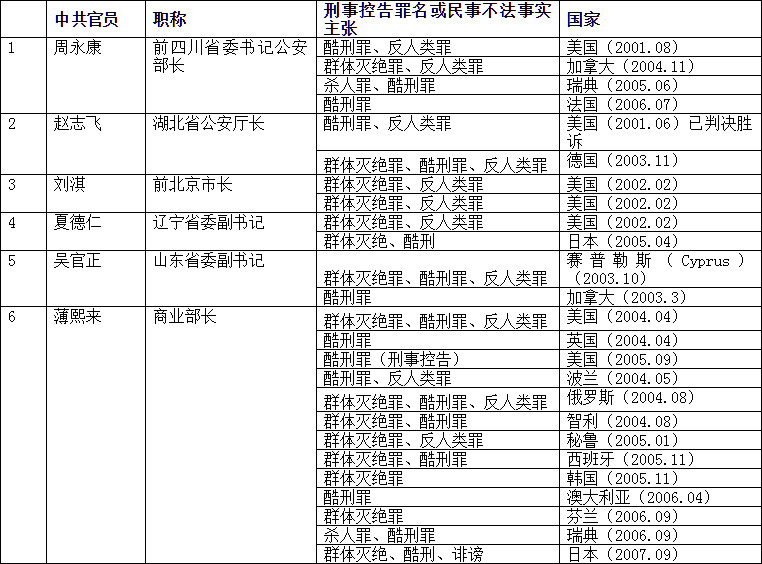 中共官员 职称 刑事控告罪名或民事不法事实主张 国家
1 周永康 前四川省委书记公安部长 酷刑罪、反人类罪 美国（2001.08）
群体灭绝罪、反人类罪 加拿大（2004.11）
杀人罪、酷刑罪 瑞典（2005.06）
酷刑罪 法国（2006.07）
2 赵志飞 湖北省公安厅长 酷刑罪、反人类罪 美国（2001.06）已判决胜诉
群体灭绝罪、酷刑罪、反人类罪 德国（2003.11）
3 刘淇 前北京市长 群体灭绝罪、反人类罪 美国（2002.02）
群体灭绝罪、反人类罪 美国（2002.02）
4 夏德仁 辽宁省委副书记 群体灭绝罪、反人类罪 美国（2002.02）
群体灭绝、酷刑 日本（2005.04）
5 吴官正 山东省委副书记 群体灭绝罪、酷刑罪、反人类罪 赛普勒斯（Cyprus）（2003.10）
酷刑罪 加拿大（2003.3）
6 薄熙来 商业部长 群体灭绝罪、酷刑罪、反人类罪 美国（2004.04）
酷刑罪 英国（2004.04）
酷刑罪（刑事控告） 美国（2005.09）
酷刑罪、反人类罪 波兰（2004.05）
群体灭绝罪、酷刑罪、反人类罪 俄罗斯（2004.08）
群体灭绝罪、酷刑罪 智利（2004.08）
群体灭绝罪、反人类罪 秘鲁（2005.01）
群体灭绝罪、酷刑罪 西班牙（2005.11）
群体灭绝罪 韩国（2005.11）
酷刑罪 澳大利亚（2006.04）
群体灭绝罪 芬兰（2006.09）
杀人罪、酷刑罪 瑞典（2006.09）
群体灭绝、酷刑、诽谤 日本（2007.09）